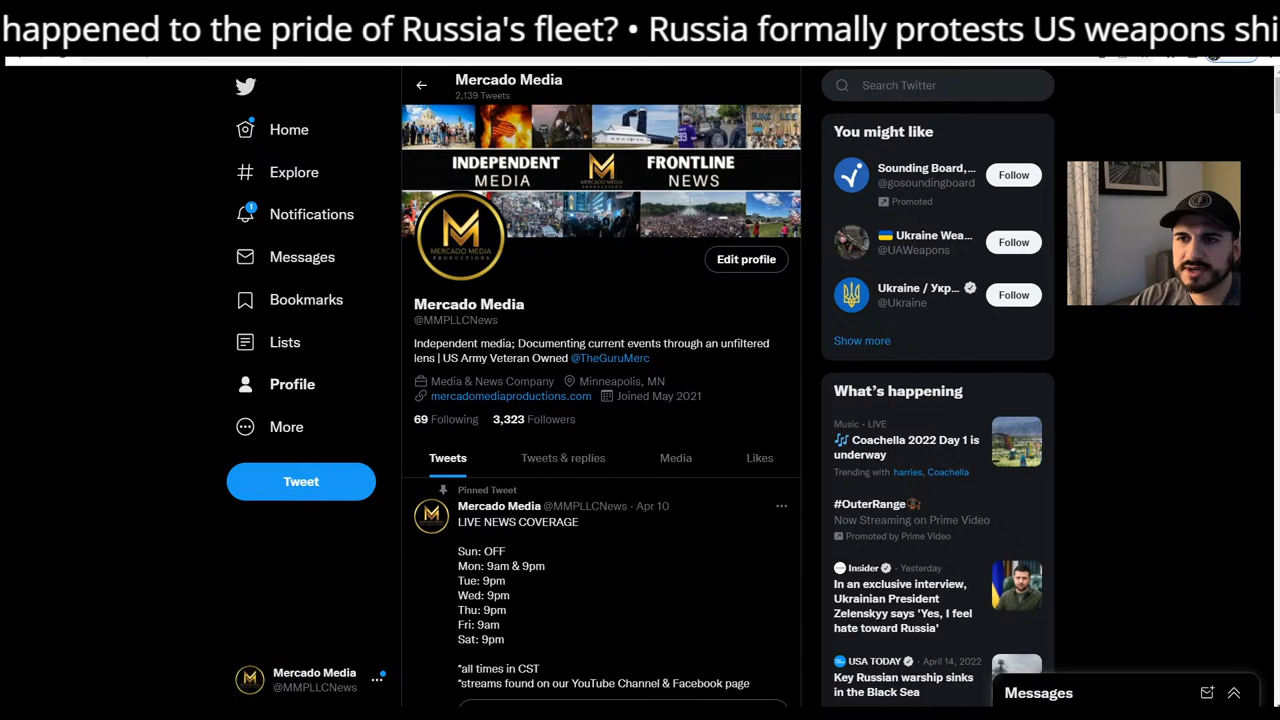 happened to the pride of Russia's fleet? • Russia formally protests US weapons shi
Mercado Media
2,139 Tweets
Home
Explore
1
Notifications
Messages
Bookmarks
Lists
Profile
More
Tweet
Mercado Media
@MMPLLCNews
INDEPENDENT
MEDIA
MERCADO MEDIA
PRODUCTIONS
FRONTLINE
NEWS
MERCADO MEDIA
PRODUCTIONS
Edit profile
Mercado Media
@MMPLLCNews
Independent media; Documenting current events through an unfiltered
lens | US Army Veteran Owned @TheGuruMerc
Media & News Company Minneapolis, MN
mercadomediaproductions.com Joined May 2021
69 Following 3,323 Followers
Tweets Tweets & replies Media Likes
Pinned Tweet
Mercado Media @MMPLLCNews · Apr 10
LIVE NEWS COVERAGE
Sun: OFF
Mon: 9am & 9pm
Tue: 9pm
Wed: 9pm
Thu: 9pm
Fri: 9am
Sat: 9pm
*all times in CST
*streams found on our YouTube Channel & Facebook page
Search Twitter
You might like
Sounding Board,...
@gosoundingboard
Promoted
Follow
🇺🇦 Ukraine Wea...
@UAWeapons
Follow
Ukraine / Укр...
@Ukraine
Follow
Show more
What's happening
Music · LIVE
🎶 Coachella 2022 Day 1 is
underway
Trending with harries, Coachella
#OuterRange
Now Streaming on Prime Video
Promoted by Prime Video
Insider · Yesterday
In an exclusive interview,
Ukrainian President
Zelenskyy says 'Yes, I feel
hate toward Russia'
USA TODAY · April 14, 2022
Key Russian warship sinks
in the Black Sea
Messages